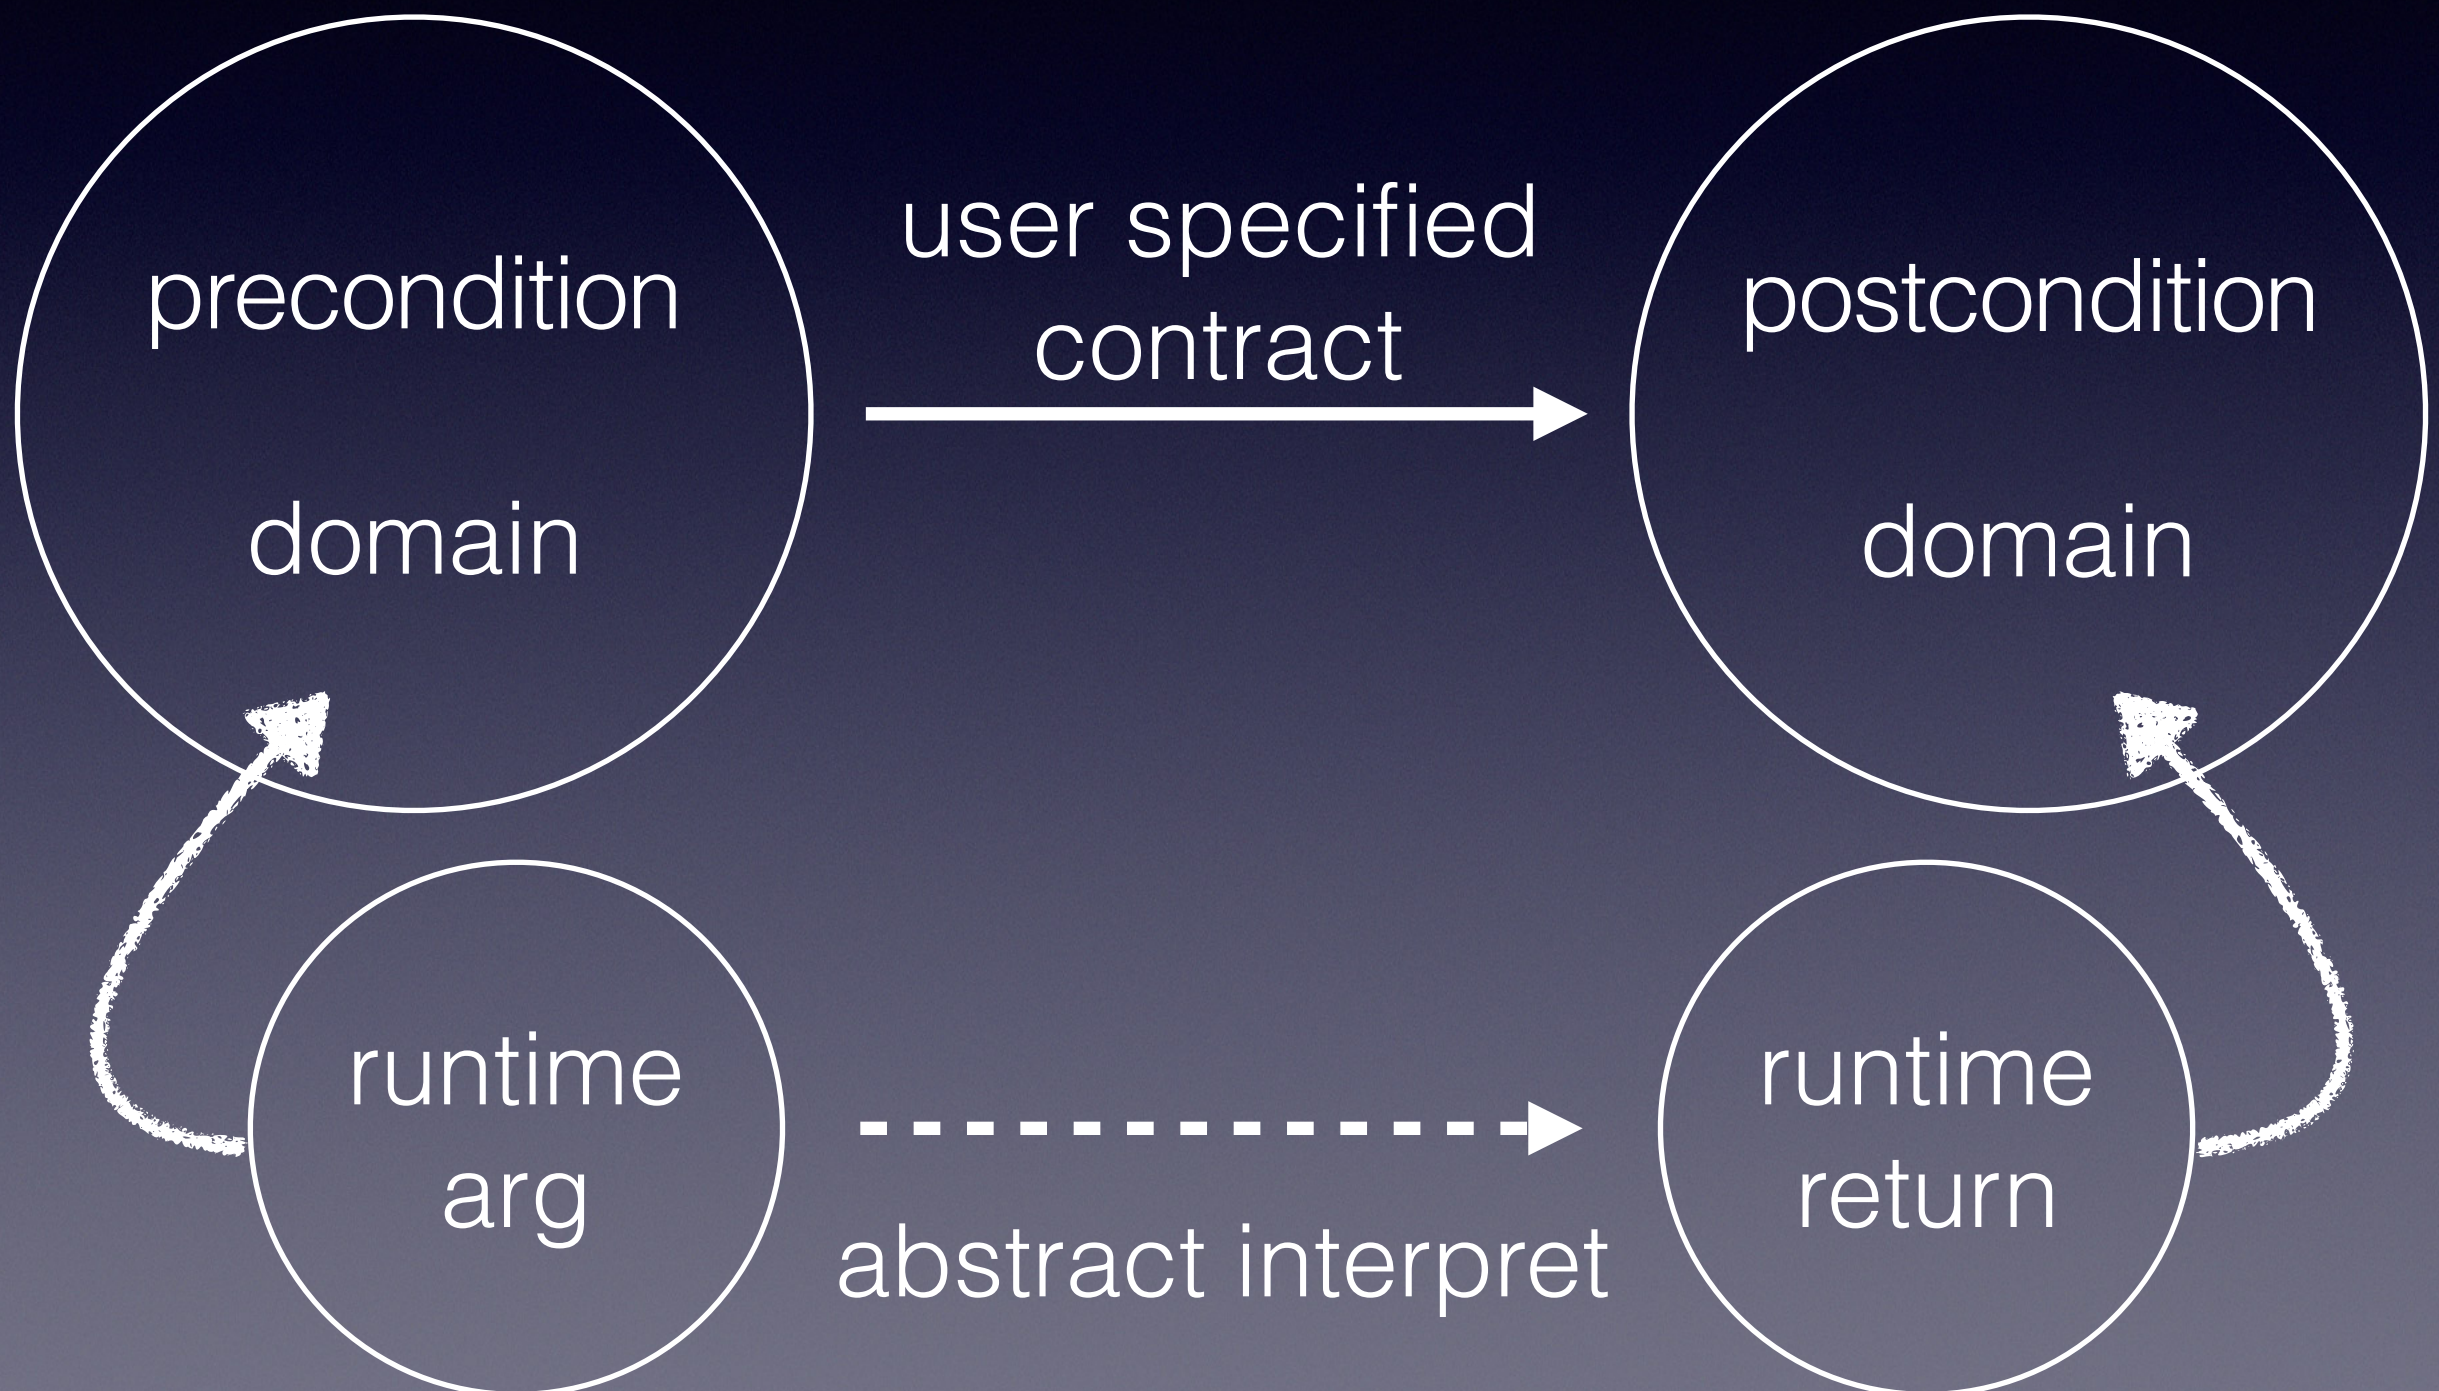 precondition
domain
user specified
contract
postcondition
domain
runtime
arg
abstract interpret
runtime
return